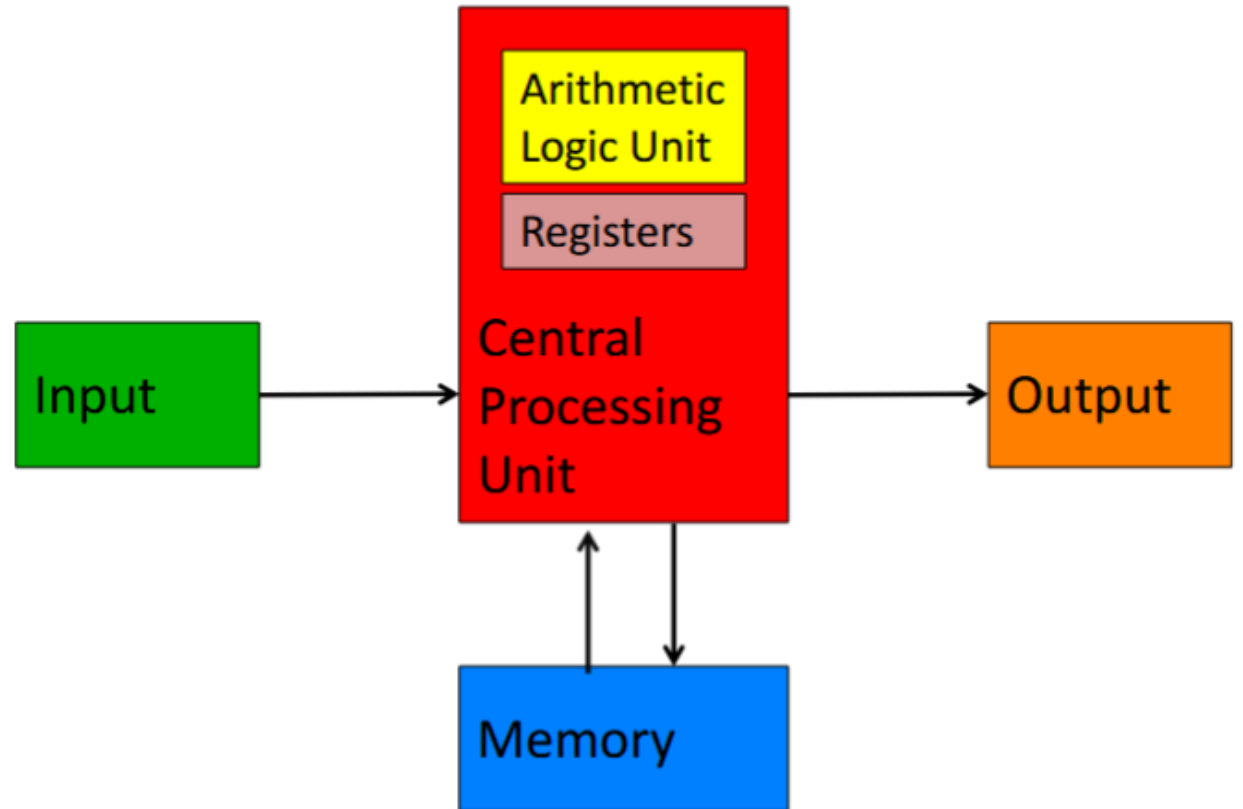 Arithmetic
Logic Unit
Registers
Central
Processing
Unit
Input
Output
Memory